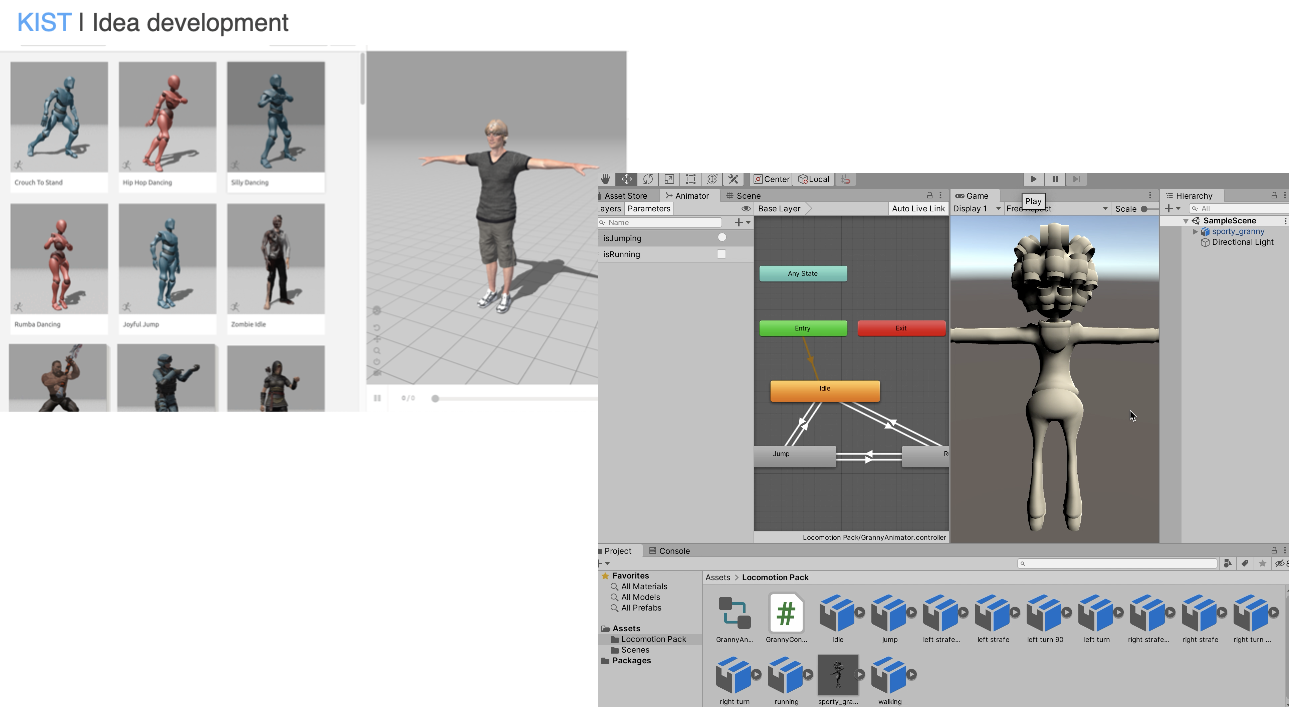 KIST | Idea development
Crouch To Stand
Hip Hop Dancing
Silly Dancing
Rumba Dancing
Joyful Jump
Zombie Idle
0 / 0
Center
Local
Asset Store
Animator
Scene
Game
Play
Hierarchy
ayers
Parameters
Base Layer
Auto Live Link
Display 1
Scale
All
Name
isJumping
isRunning
SampleScene
sporty_granny
Directional Light
Any State
Entry
Exit
Idle
Jump
R
Locomotion Pack/GrannyAnimator.controller
Project
Console
Favorites
All Materials
All Models
All Prefabs
Assets
Locomotion Pack
Scenes
Packages
Assets > Locomotion Pack
GrannyAn...
#
GrannyCon...
idle
jump
left strafe...
left strafe
left turn 90
left turn
right strafe...
right strafe
right turn ...
right turn
running
sporty_gra...
walking